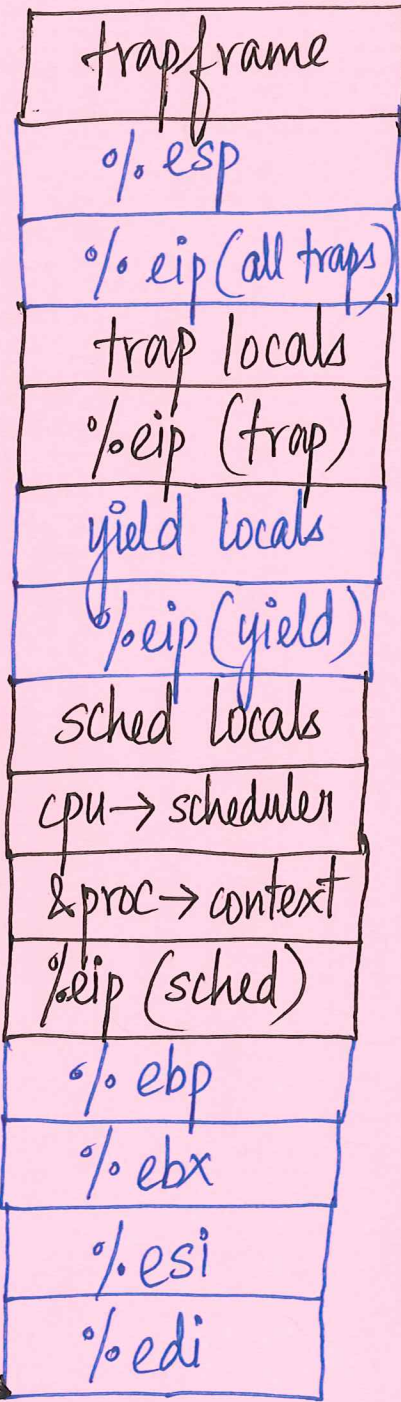 trapframe
% esp
% eip (all traps)
trap locals
% eip (trap)
yield locals
% eip (yield)
sched locals
cpu → scheduler
&proc → context
% eip (sched)
% ebp
% ebx
% esi
% edi